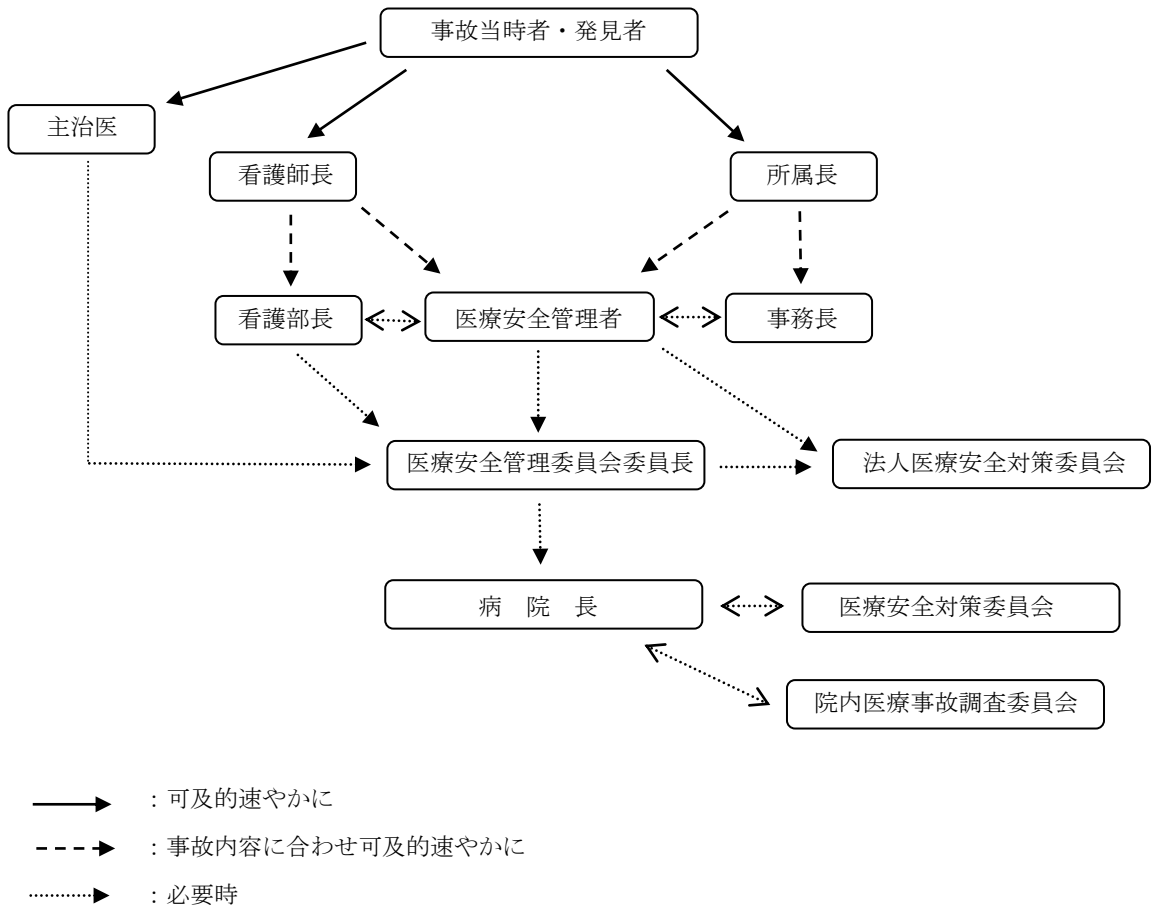 事故当時者・発見者
主治医
看護師長
所属長
看護部長
医療安全管理者
事務長
医療安全管理委員会委員長
法人医療安全対策委員会
病　院　長
医療安全対策委員会
院内医療事故調査委員会
：可及的速やかに
：事故内容に合わせ可及的速やかに
：必要時